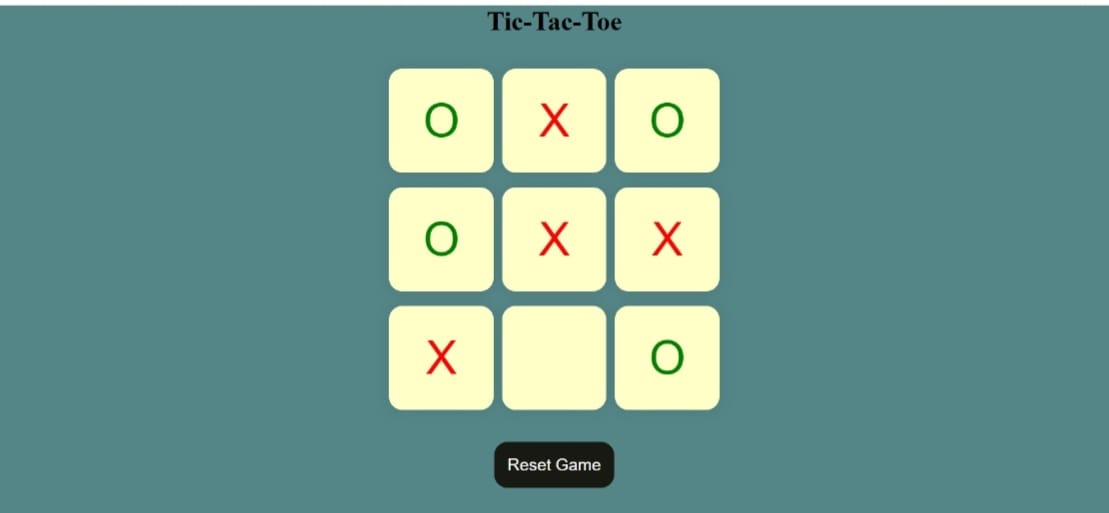 Tic-Tac-Toe
O X O
O X X
X O
Reset Game